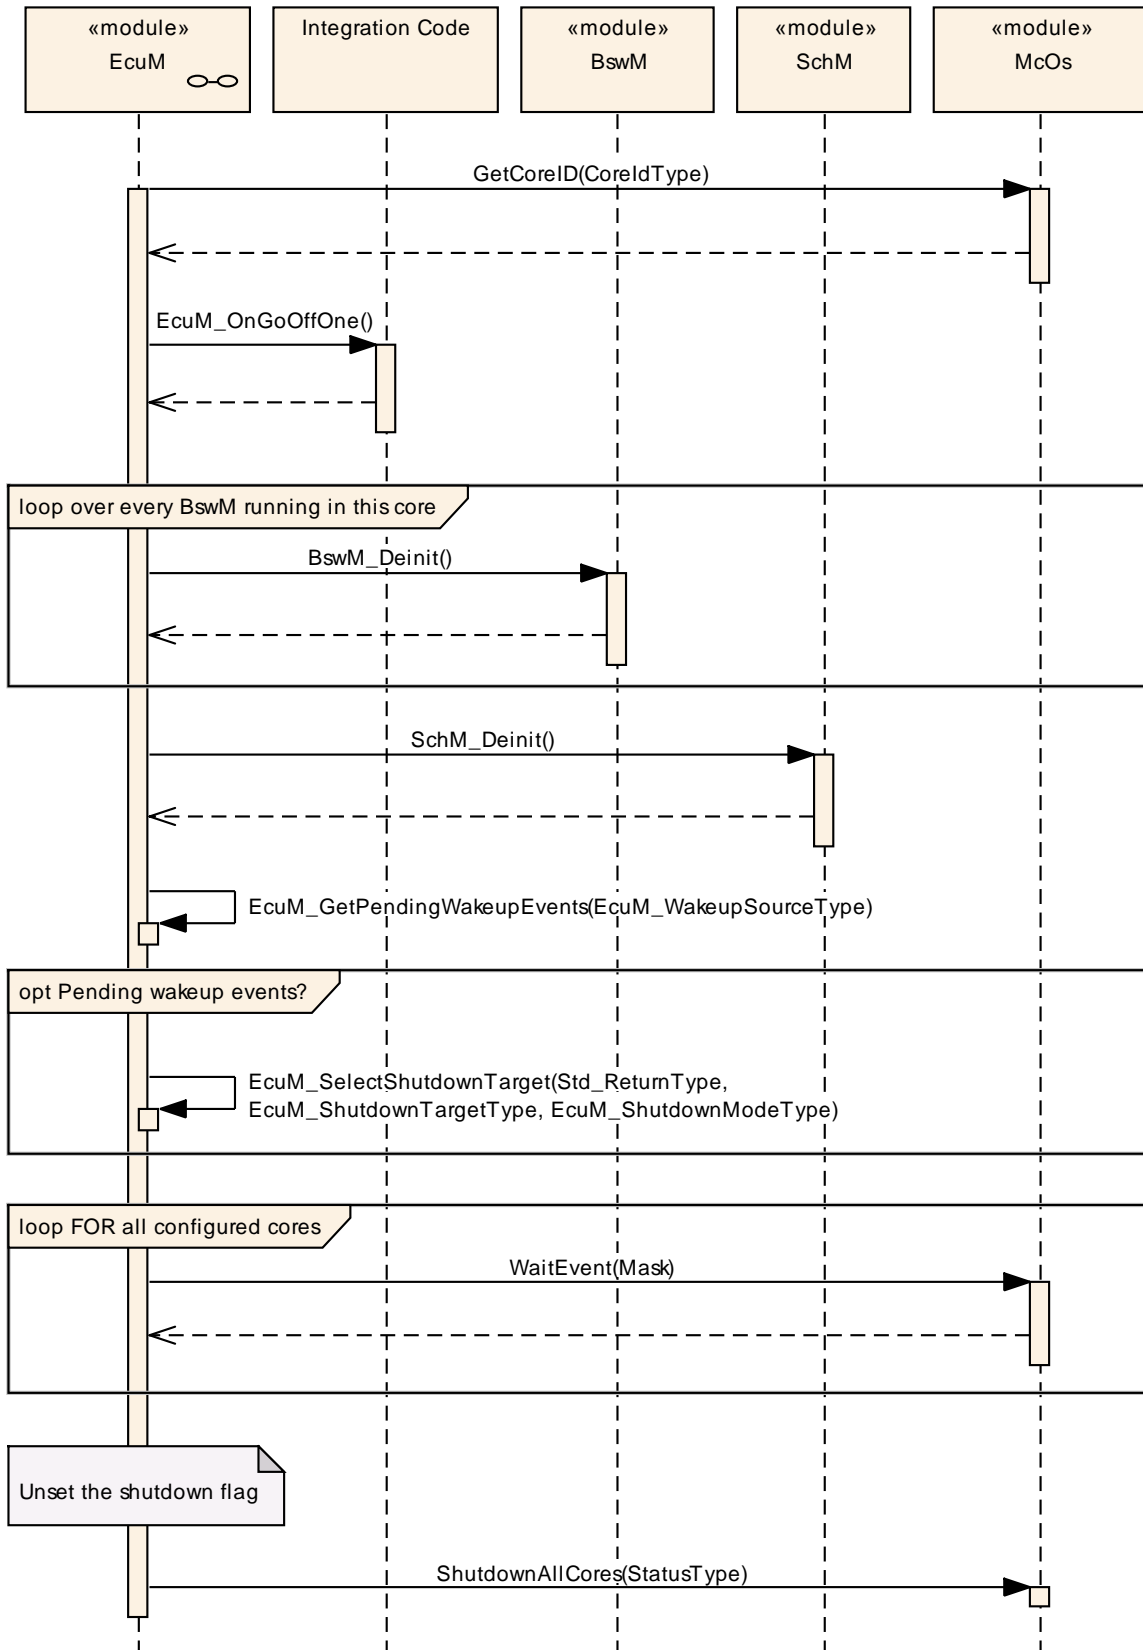 «module»
EcuM
Integration Code
«module»
BswM
«module»
SchM
«module»
McOs
GetCoreID(CoreIdType)
EcuM_OnGoOffOne()
loop over every BswM running in this core
BswM_Deinit()
SchM_Deinit()
EcuM_GetPendingWakeupEvents(EcuM_WakeupSourceType)
opt Pending wakeup events?
EcuM_SelectShutdownTarget(Std_ReturnType,
EcuM_ShutdownTargetType, EcuM_ShutdownModeType)
loop FOR all configured cores
WaitEvent(Mask)
Unset the shutdown flag
ShutdownAllCores(StatusType)